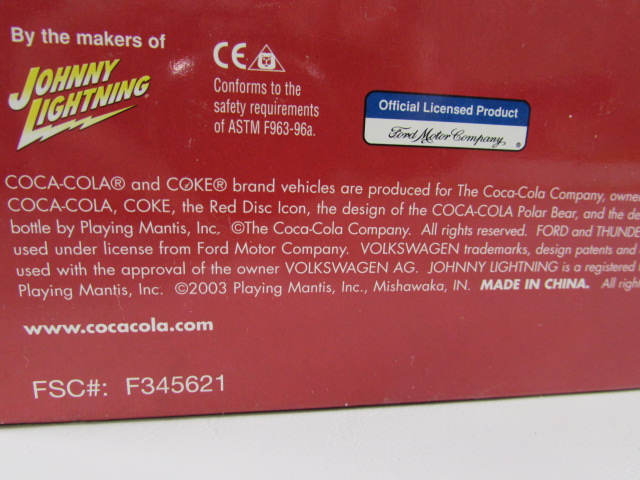 By the makers of
JOHNNY
LIGHTNING
CE
Conforms to the
safety requirements
of ASTM F963-96a.
Official Licensed Product
Ford Motor Company ®
COCA-COLA® and COKE® brand vehicles are produced for The Coca-Cola Company, owne
COCA-COLA, COKE, the Red Disc Icon, the design of the COCA-COLA Polar Bear, and the de
bottle by Playing Mantis, Inc. ©The Coca-Cola Company. All rights reserved. FORD and THUNDE
used under license from Ford Motor Company. VOLKSWAGEN trademarks, design patents and
used with the approval of the owner VOLKSWAGEN AG. JOHNNY LIGHTNING is a registered
Playing Mantis, Inc. ©2003 Playing Mantis, Inc., Mishawaka, IN. MADE IN CHINA. All righ
www.cocacola.com
FSC#: F345621